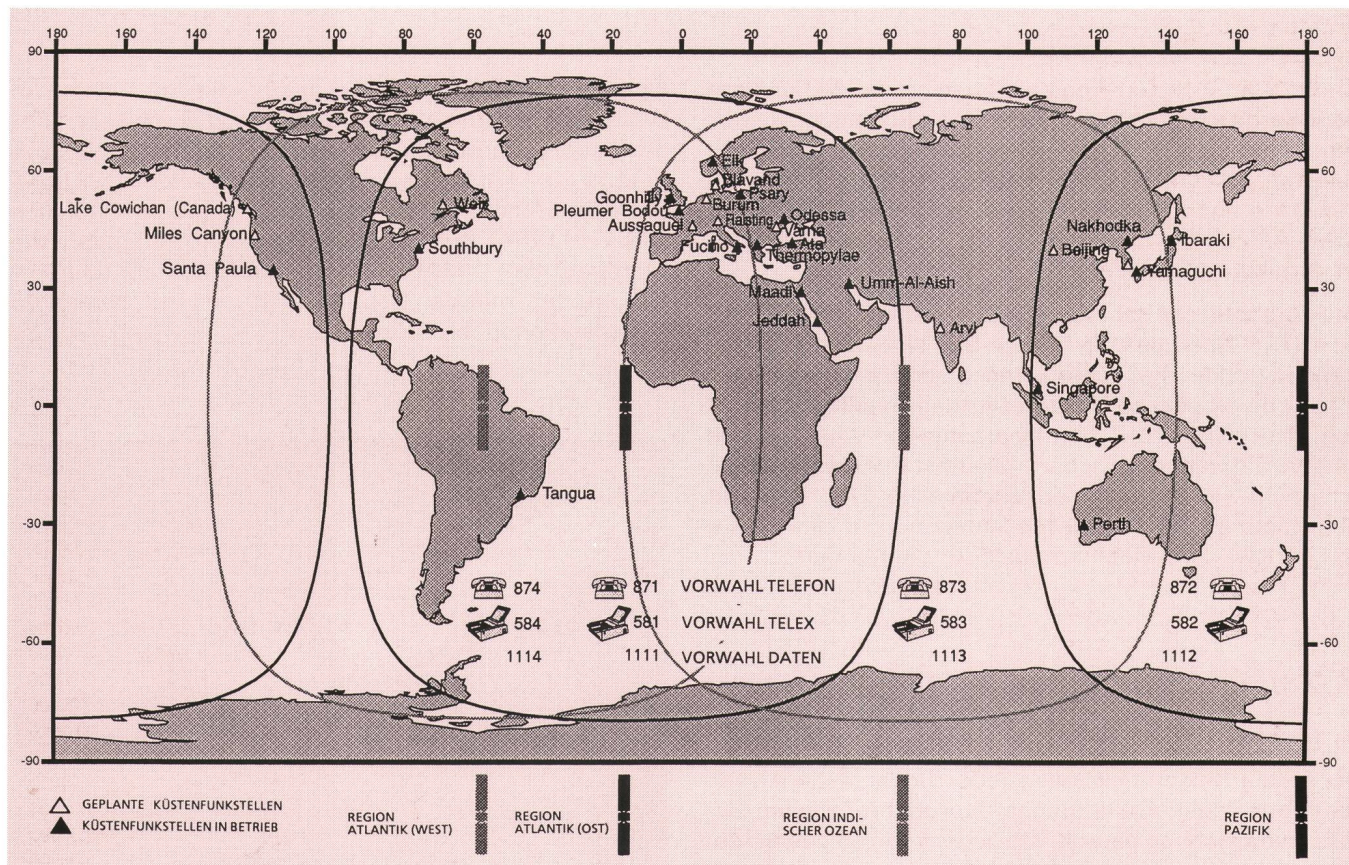 180 160 140 120 100 80 60 40 20 0 20 40 60 80 100 120 140 160 180
90 90
60 60
30 30
0 0
-30 -30
-60 -60
-90 -90
Eik
Blavand
Psary
Goonhilly
Burum
Pleumer Bodou
Raisting
Odessa
Aussaguel
Varna
Fucino
Ata
Thermopylae
Lake Cowichan (Canada)
Weir
Miles Canyon
Southbury
Santa Paula
Nakhodka
Ibaraki
Beijing
Yamaguchi
Maadi
Umm-Al-Aish
Jeddah
Arvi
Singapore
Tangua
Perth
874 871 VORWAHL TELEFON 873 872
584 581 VORWAHL TELEX 583 582
1114 1111 VORWAHL DATEN 1113 1112
GEPLANTE KÜSTENFUNKSTELLEN
KÜSTENFUNKSTELLEN IN BETRIEB
REGION
ATLANTIK (WEST)
REGION
ATLANTIK (OST)
REGION INDI-
SCHER OZEAN
REGION
PAZIFIK